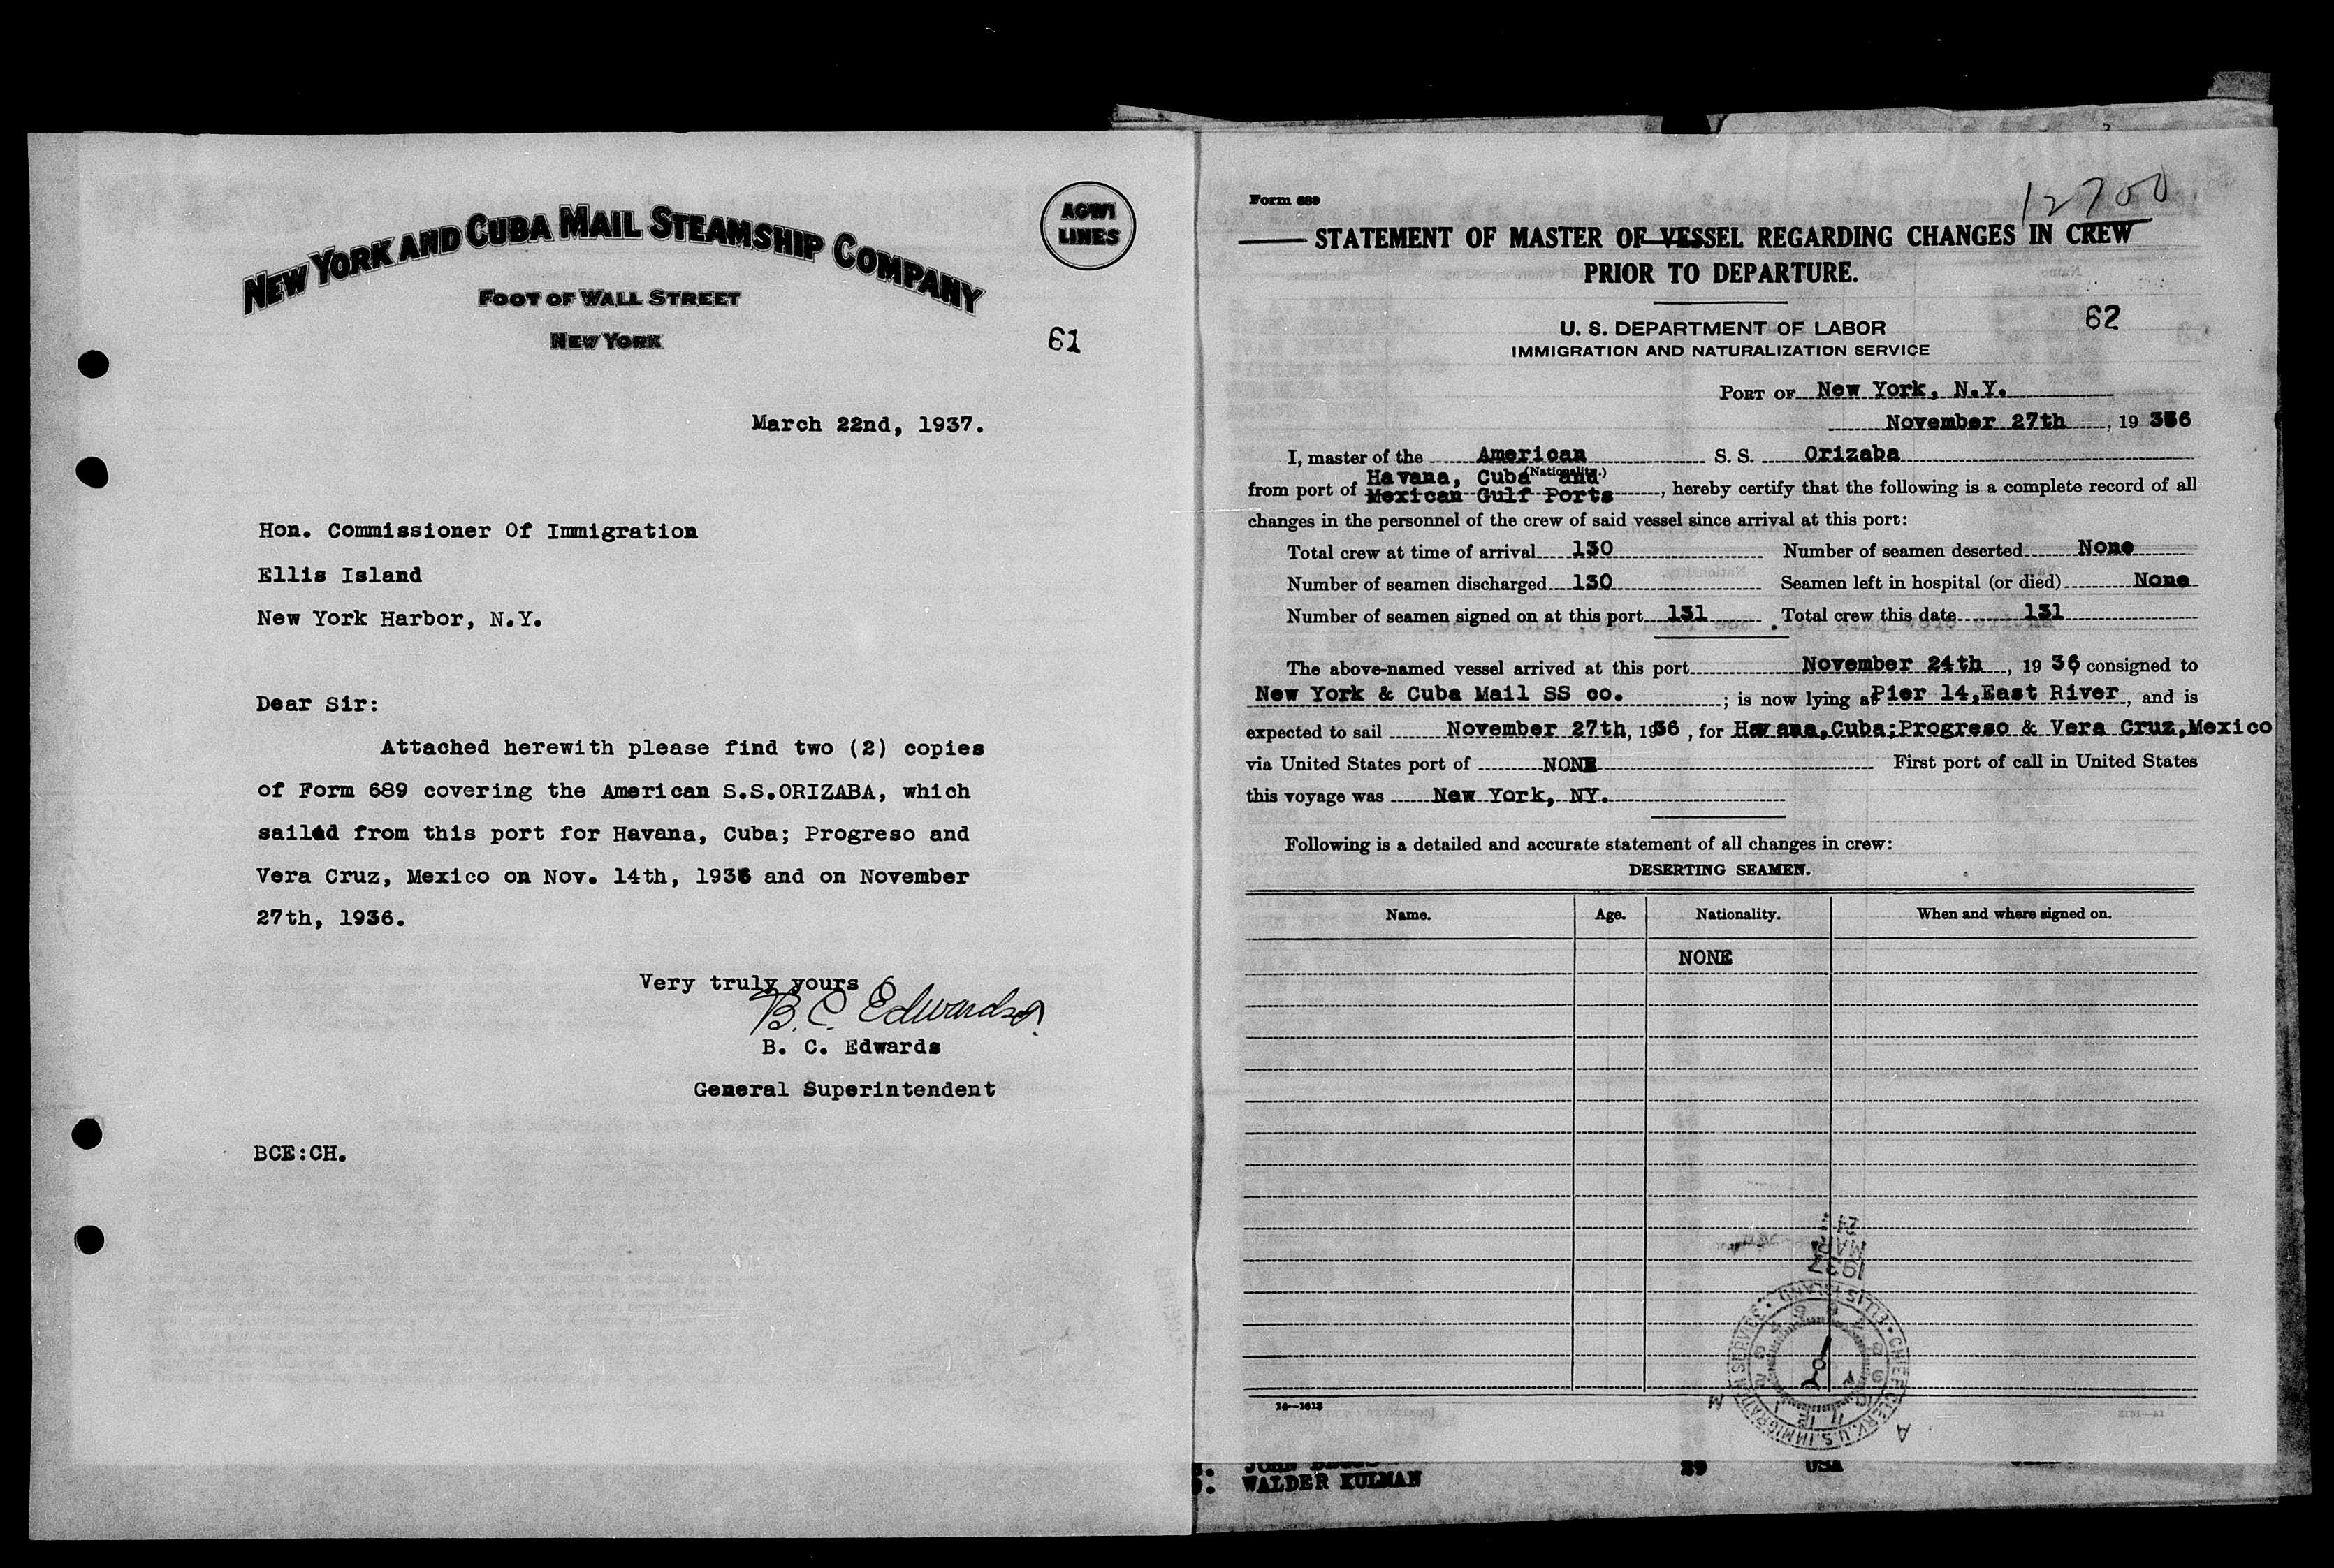 NEW YORK AND CUBA MAIL STEAMSHIP COMPANY
AGWI
LINES
FOOT OF WALL STREET
NEW YORK
61
March 22nd, 1937.
Hon. Commissioner Of Immigration
Ellis Island
New York Harbor, N.Y.
Dear Sir:
Attached herewith please find two (2) copies
of Form 689 covering the American S.S.ORIZABA, which
sailed from this port for Havana, Cuba; Progreso and
Vera Cruz, Mexico on Nov. 14th, 1936 and on November
27th, 1936.
Very truly yours
B. C. Edwards
B. C. Edwards
General Superintendent
BCE:CH.
Form 689
12700
STATEMENT OF MASTER OF VESSEL REGARDING CHANGES IN CREW
PRIOR TO DEPARTURE.
62
U. S. DEPARTMENT OF LABOR
IMMIGRATION AND NATURALIZATION SERVICE
PORT OF New York, N.Y.
November 27th, 19 36
I, master of the American S. S. Orizaba
(Nationality.)
Havana, Cuba and
from port of Mexican Gulf Ports, hereby certify that the following is a complete record of all
changes in the personnel of the crew of said vessel since arrival at this port:
Total crew at time of arrival 130 Number of seamen deserted None
Number of seamen discharged 130 Seamen left in hospital (or died) None
Number of seamen signed on at this port 131 Total crew this date 131
The above-named vessel arrived at this port November 24th, 19 36, consigned to
New York & Cuba Mail SS co. ; is now lying at Pier 14,East River, and is
expected to sail November 27th, 1936, for Havana,Cuba;Progreso & Vera Cruz,Mexico
via United States port of NONE First port of call in United States
this voyage was New York, NY.
Following is a detailed and accurate statement of all changes in crew:
DESERTING SEAMEN.
Name. Age. Nationality. When and where signed on.
NONE
MAR
1937
CHIEF CLERK, U.S. IMMIGRATION SERVICE • ELLIS ISLAND •
A M
14—1613
29 USA
WALDER KULMAN